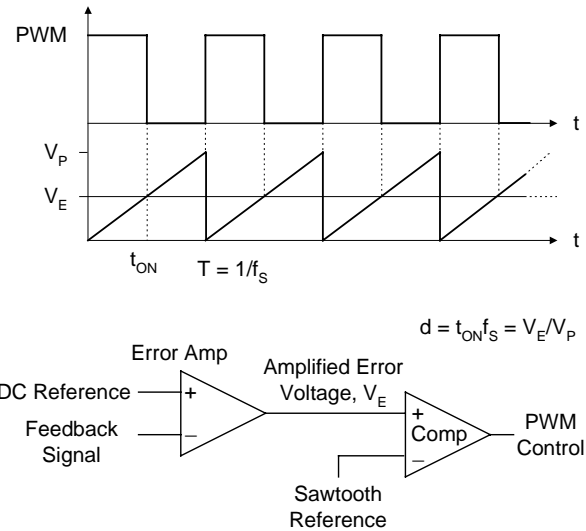 PWM
t
V_P
V_E
t
t_ON
T = 1/f_S
d = t_ON f_S = V_E/V_P
Error Amp
Amplified Error
Voltage, V_E
DC Reference
+
Feedback
Signal
−
+
Comp
−
PWM
Control
Sawtooth
Reference